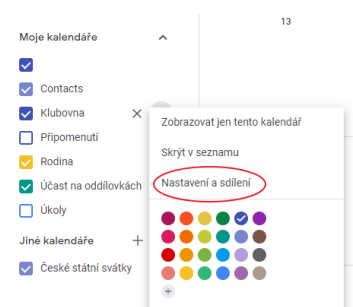 13
Moje kalendáře
Contacts
Klubovna
Připomenutí
Rodina
Účast na oddílovkách
Úkoly
Jiné kalendáře
České státní svátky
Zobrazovat jen tento kalendář
Skrýt v seznamu
Nastavení a sdílení